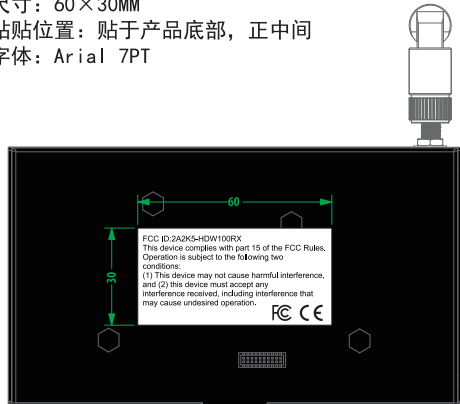 尺寸: 60×30MM
粘贴位置: 贴于产品底部, 正中间
字体: Arial 7PT
60
30
FCC ID:2A2K5-HDW100RX
This device complies with part 15 of the FCC Rules.
Operation is subject to the following two
conditions:
(1) This device may not cause harmful interference,
and (2) this device must accept any
interference received, including interference that
may cause undesired operation.
FC CE